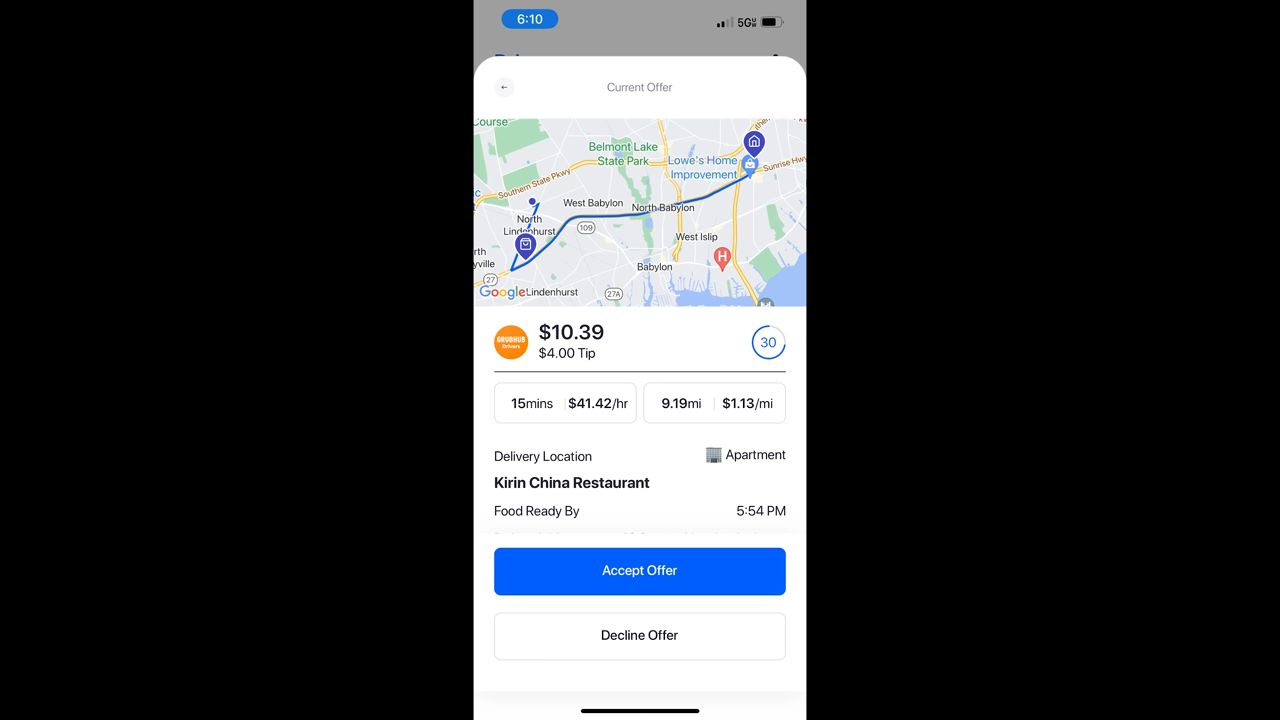 6:10
5G
Current Offer
Course
Belmont Lake
State Park
Lowe's Home
Improvement
Sunrise Hwy
Southern State Pkwy
West Babylon
North Babylon
North
Lindenhurst
109
West Islip
H
Babylon
27
Google
Lindenhurst
27A
GRUBHUB
Drivers
$10.39
$4.00 Tip
30
15mins $41.42/hr 9.19mi $1.13/mi
Delivery Location Apartment
Kirin China Restaurant
Food Ready By 5:54 PM
Accept Offer
Decline Offer